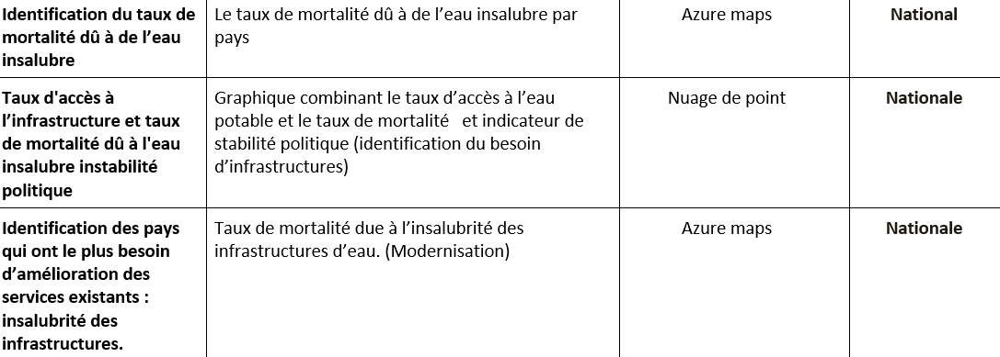 Identification du taux de
mortalité dû à de l’eau
insalubre
Le taux de mortalité dû à de l’eau insalubre par
pays
Azure maps
National
Taux d'accès à
l’infrastructure et taux
de mortalité dû à l'eau
insalubre instabilité
politique
Graphique combinant le taux d’accès à l’eau
potable et le taux de mortalité   et indicateur de
stabilité politique (identification du besoin
d’infrastructures)
Nuage de point
Nationale
Identification des pays
qui ont le plus besoin
d’amélioration des
services existants :
insalubrité des
infrastructures.
Taux de mortalité due à l’insalubrité des
infrastructures d’eau. (Modernisation)
Azure maps
Nationale